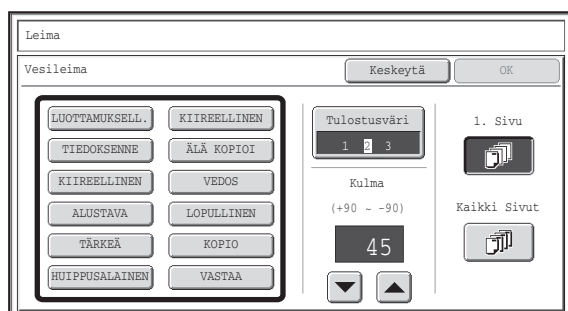 Leima
Vesileima
Keskeytä
OK
LUOTTAMUKSELL.
KIIREELLINEN
TIEDOKSENNE
ÄLÄ KOPIOI
KIIREELLINEN
VEDOS
ALUSTAVA
LOPULLINEN
TÄRKEÄ
KOPIO
HUIPPUSALAINEN
VASTAA
Tulostusväri
1 2 3
Kulma
(+90 ~ -90)
45
1. Sivu
Kaikki Sivut